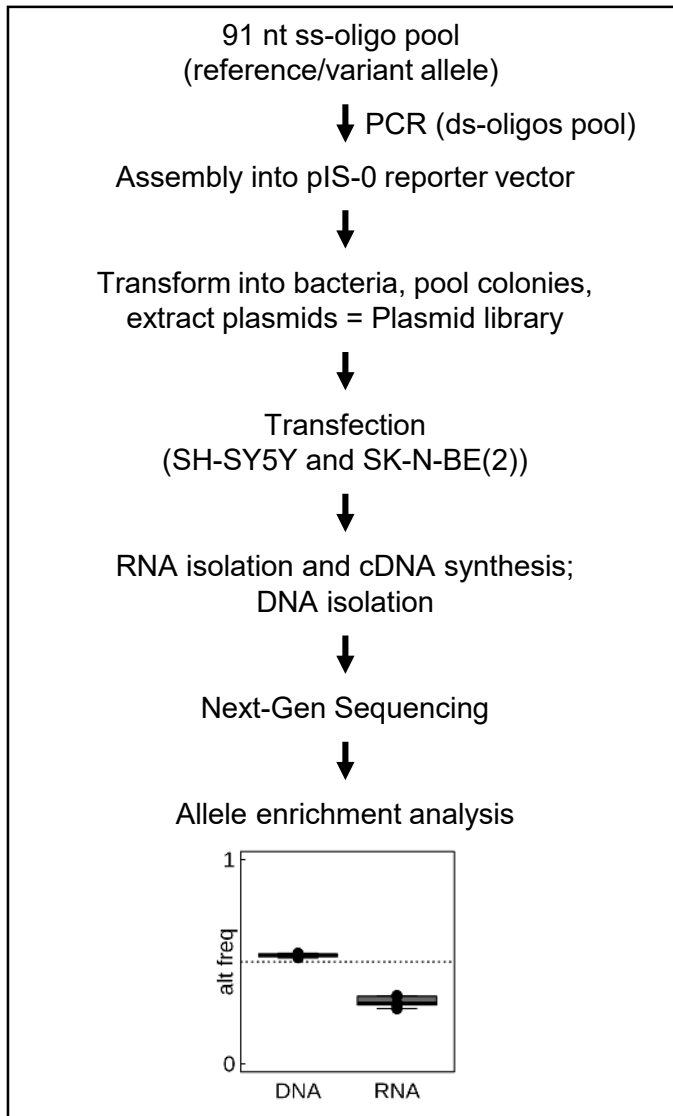 91 nt ss-oligo pool
(reference/variant allele)
PCR (ds-oligos pool)
Assembly into pIS-0 reporter vector
Transform into bacteria, pool colonies,
extract plasmids = Plasmid library
Transfection
(SH-SY5Y and SK-N-BE(2))
RNA isolation and cDNA synthesis;
DNA isolation
Next-Gen Sequencing
Allele enrichment analysis
1
alt freq
0
DNA RNA